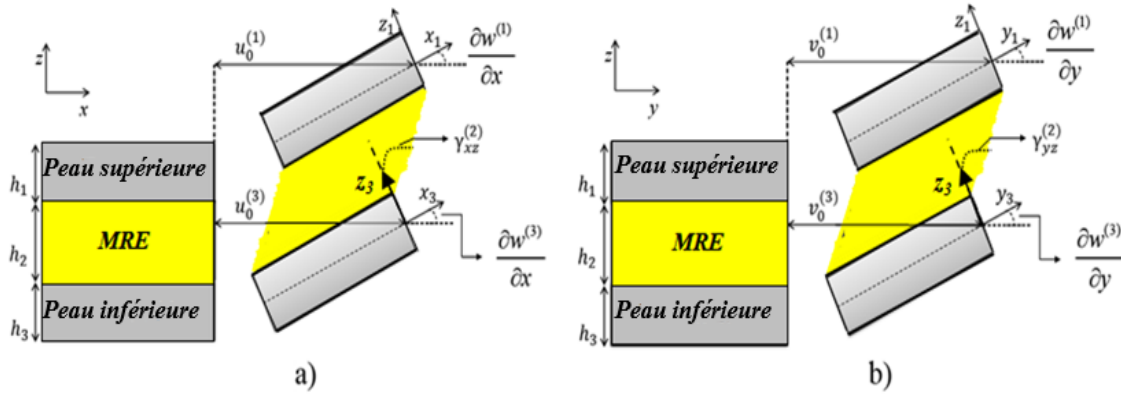 z
x
h₁
h₂
h₃
Peau supérieure
MRE
Peau inférieure
u₀⁽¹⁾
z₁
x₁
∂w⁽¹⁾/∂x
γₓz⁽²⁾
z₃
u₀⁽³⁾
x₃
∂w⁽³⁾/∂x
a)
z
y
h₁
h₂
h₃
Peau supérieure
MRE
Peau inférieure
v₀⁽¹⁾
z₁
y₁
∂w⁽¹⁾/∂y
γyz⁽²⁾
z₃
v₀⁽³⁾
y₃
∂w⁽³⁾/∂y
b)